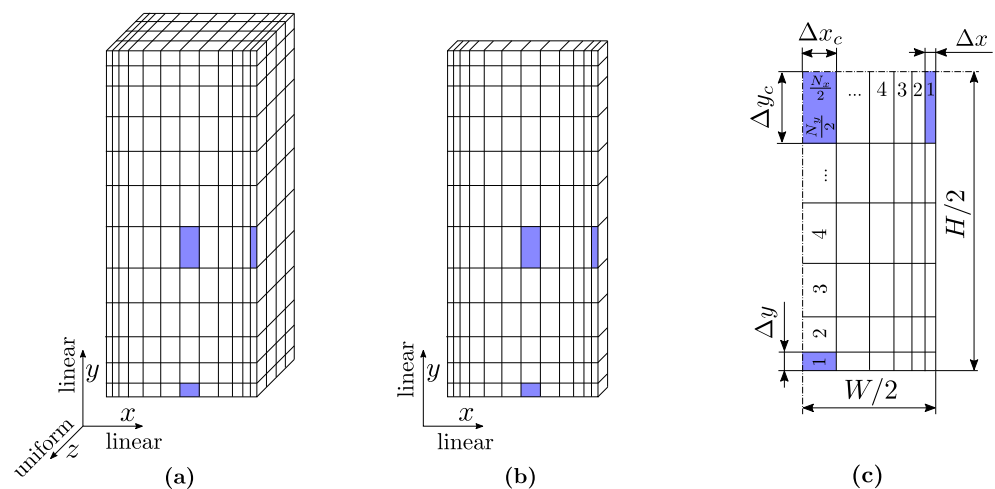 linear
y
x
linear
uniform
z
(a)
linear
y
x
linear
(b)
Δx_c
Δx
Δy_c
N_x/2
... 4 3 2 1
N_y/2
...
4
3
2
1
Δy
H/2
W/2
(c)